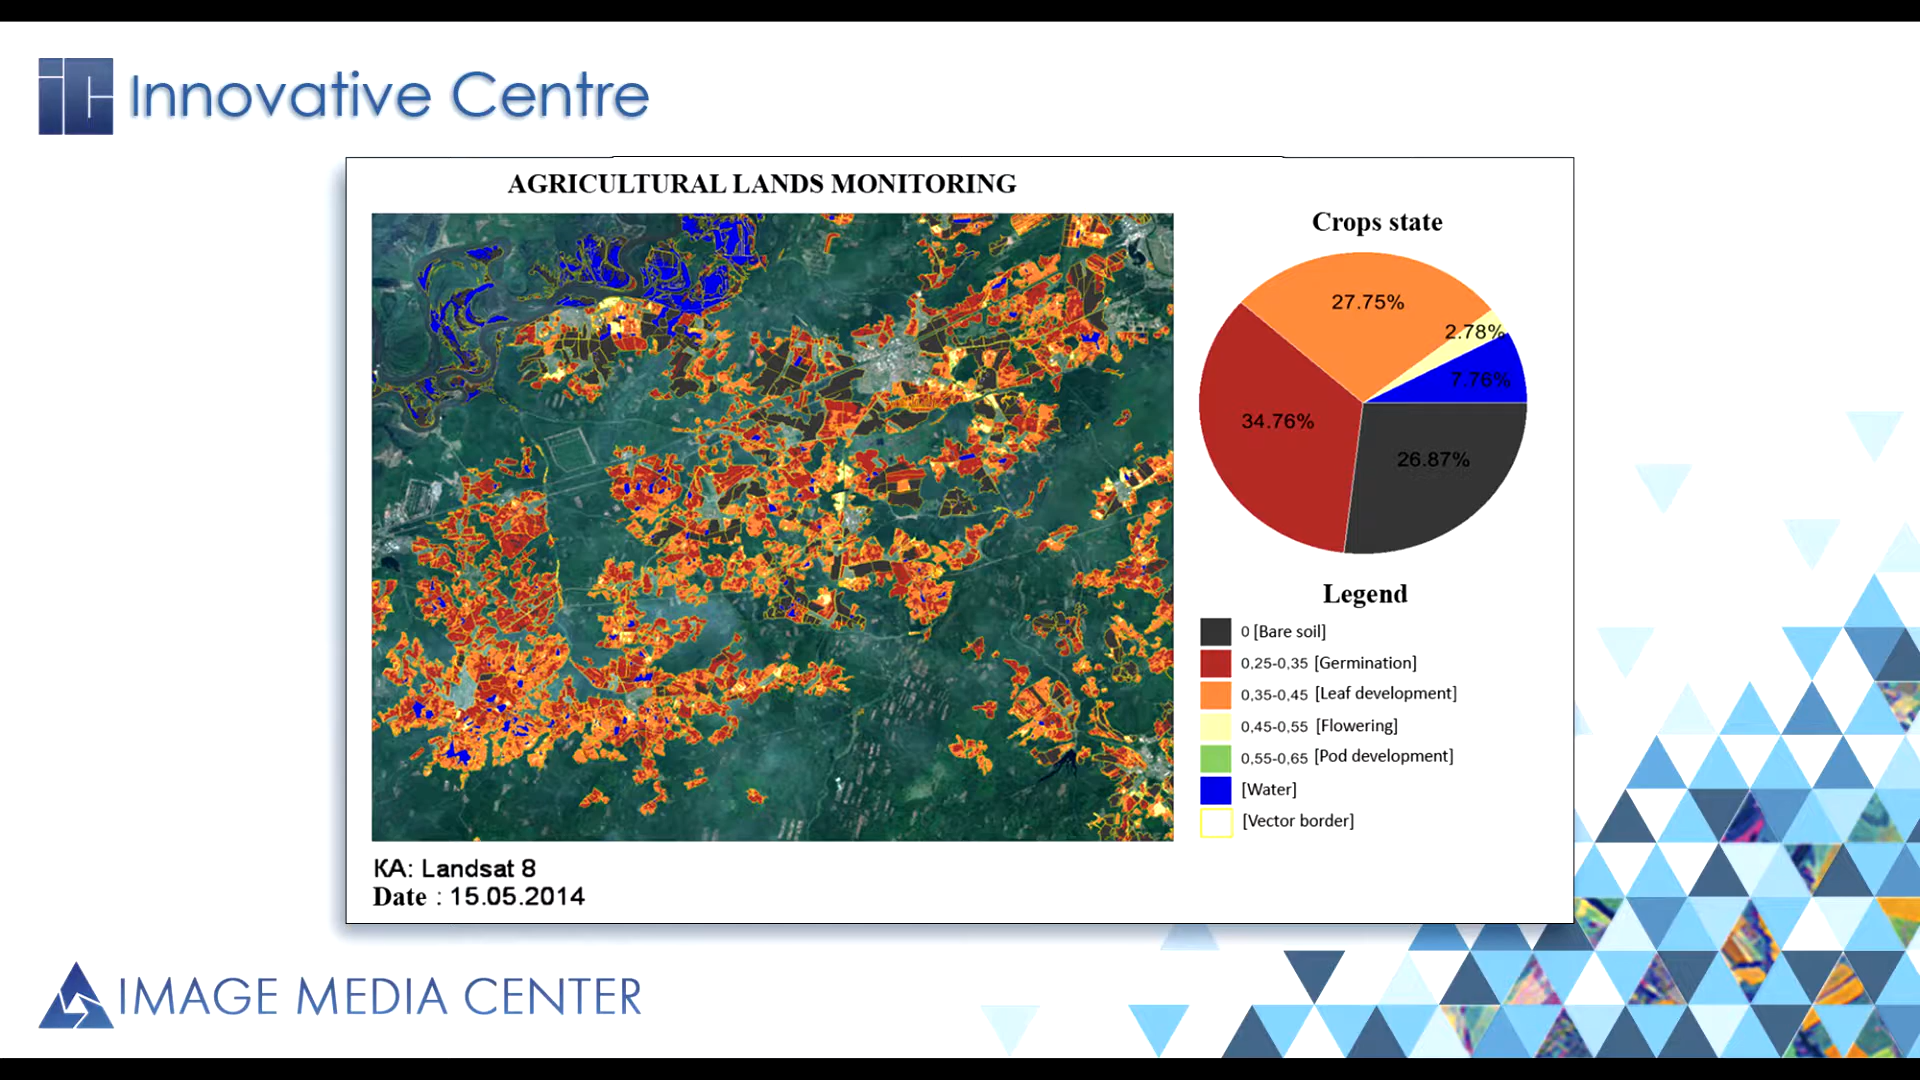 Innovative Centre
AGRICULTURAL LANDS MONITORING
Crops state
27.75%
2.78%
7.76%
34.76%
26.87%
Legend
0 [Bare soil]
0,25-0,35 [Germination]
0,35-0,45 [Leaf development]
0,45-0,55 [Flowering]
0,55-0,65 [Pod development]
[Water]
[Vector border]
KA: Landsat 8
Date : 15.05.2014
IMAGE MEDIA CENTER